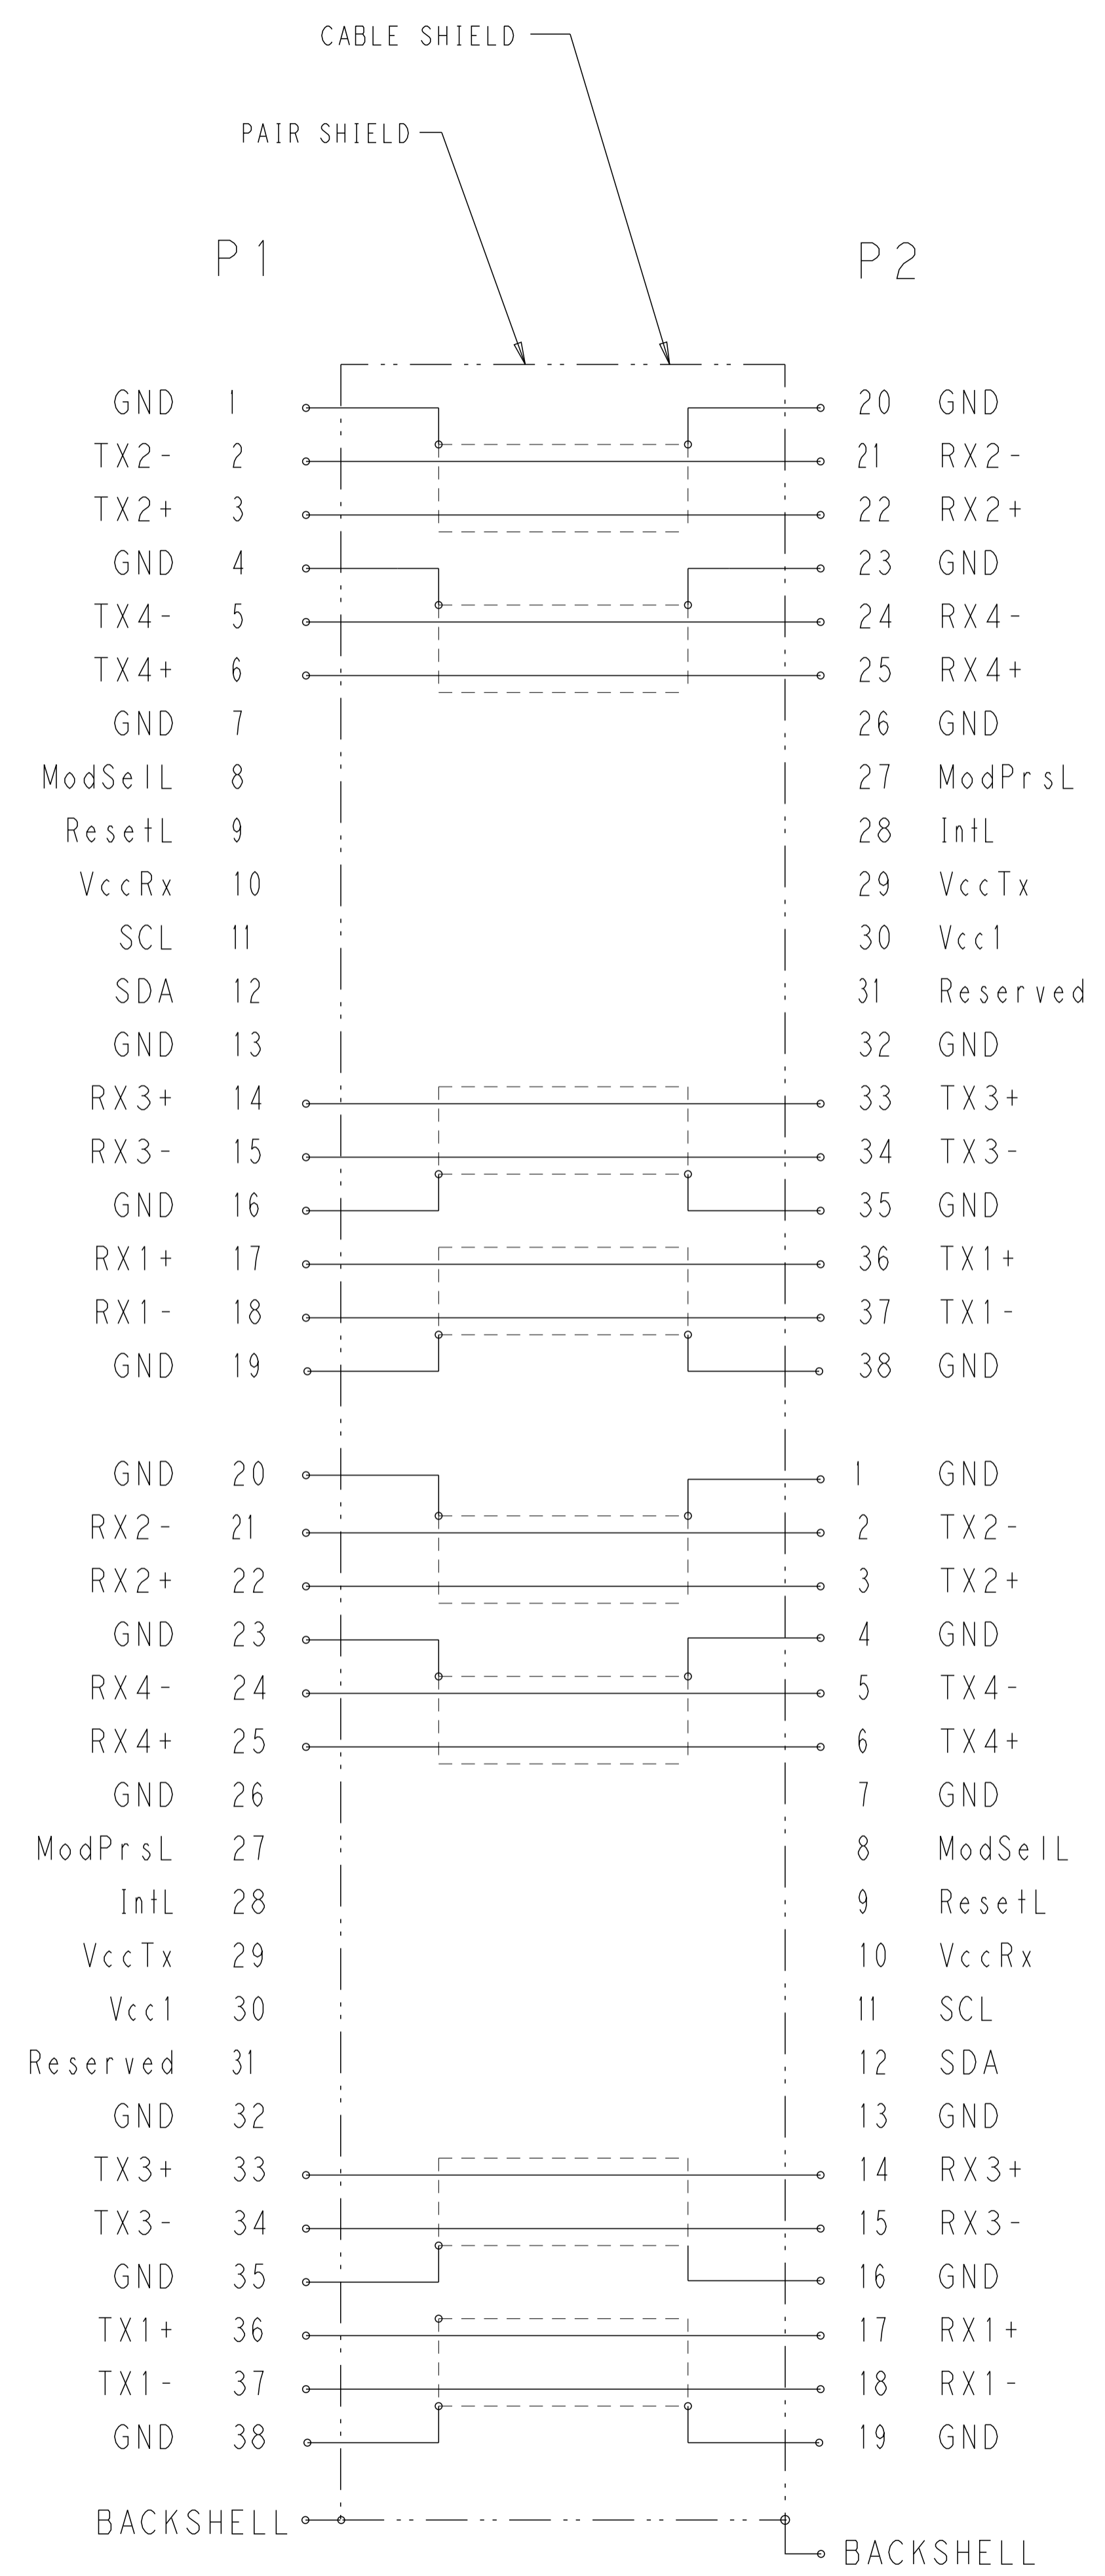 CABLE SHIELD
PAIR SHIELD
P1 P2
GND 1 20 GND
TX2- 2 21 RX2-
TX2+ 3 22 RX2+
GND 4 23 GND
TX4- 5 24 RX4-
TX4+ 6 25 RX4+
GND 7 26 GND
ModSelL 8 27 ModPrsL
ResetL 9 28 IntL
VccRx 10 29 VccTx
SCL 11 30 Vcc1
SDA 12 31 Reserved
GND 13 32 GND
RX3+ 14 33 TX3+
RX3- 15 34 TX3-
GND 16 35 GND
RX1+ 17 36 TX1+
RX1- 18 37 TX1-
GND 19 38 GND
GND 20 1 GND
RX2- 21 2 TX2-
RX2+ 22 3 TX2+
GND 23 4 GND
RX4- 24 5 TX4-
RX4+ 25 6 TX4+
GND 26 7 GND
ModPrsL 27 8 ModSelL
IntL 28 9 ResetL
VccTx 29 10 VccRx
Vcc1 30 11 SCL
Reserved 31 12 SDA
GND 32 13 GND
TX3+ 33 14 RX3+
TX3- 34 15 RX3-
GND 35 16 GND
TX1+ 36 17 RX1+
TX1- 37 18 RX1-
GND 38 19 GND
BACKSHELL
BACKSHELL